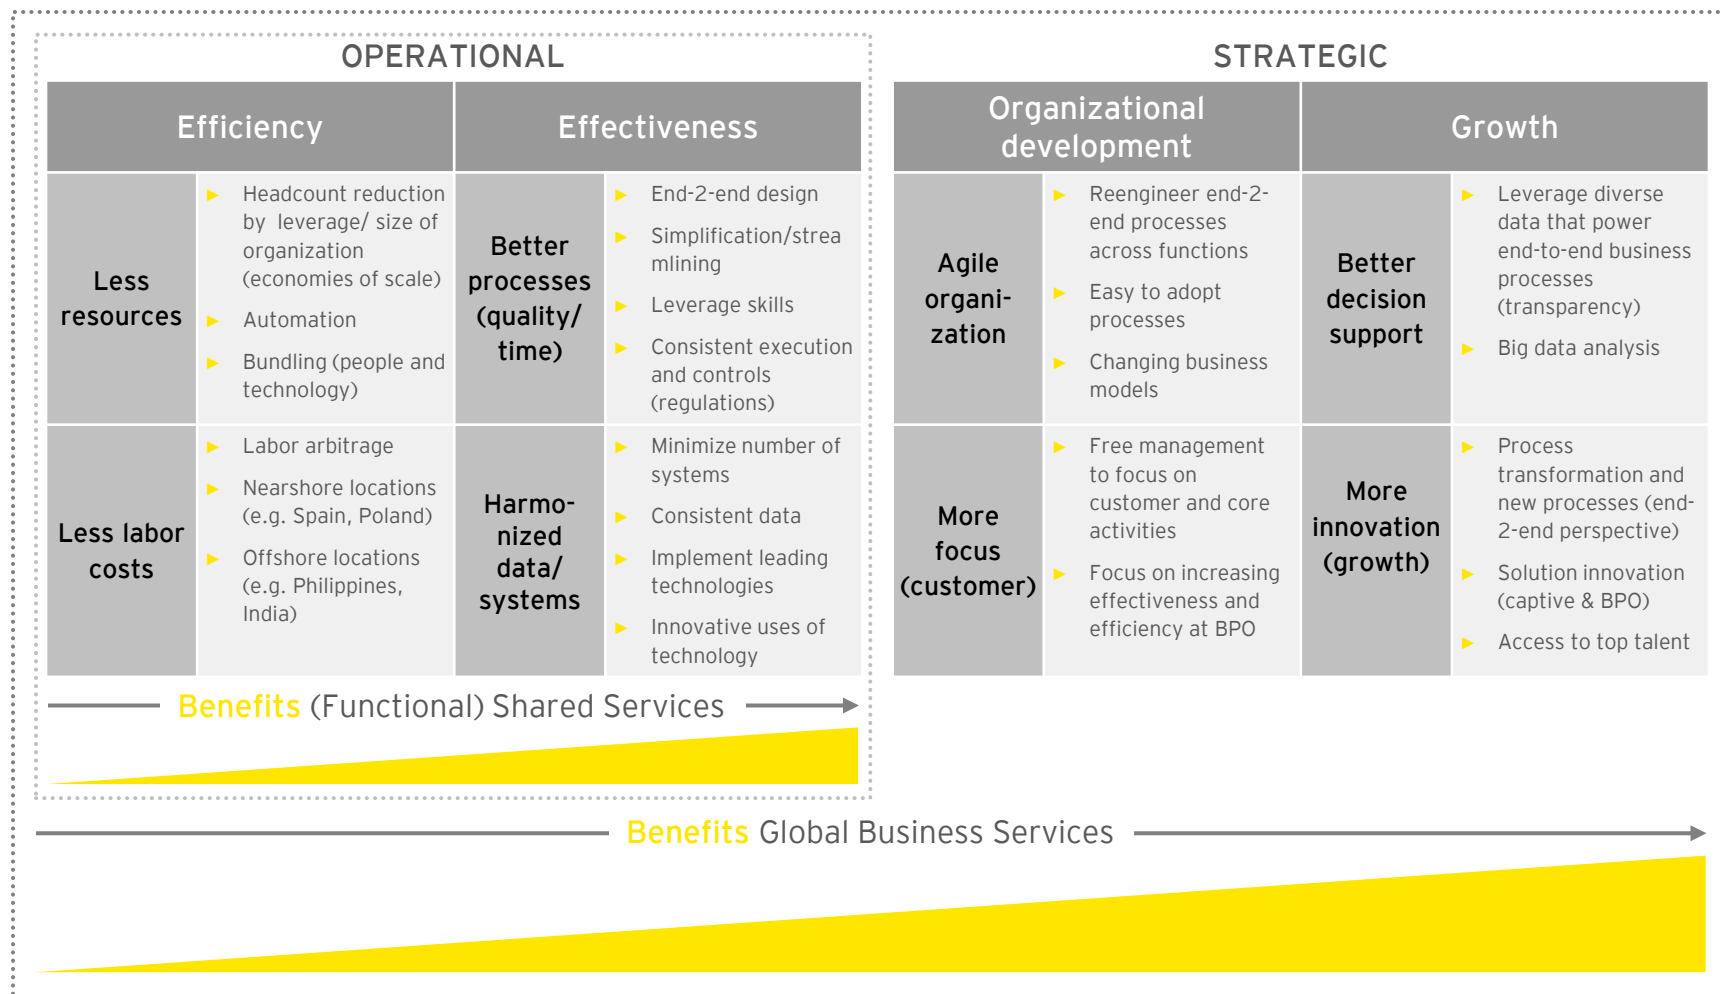 OPERATIONAL
STRATEGIC
Efficiency
Effectiveness
Organizational
development
Growth
Less
resources
► Headcount reduction
by leverage/ size of
organization
(economies of scale)
► Automation
► Bundling (people and
technology)
Better
processes
(quality/
time)
► End-2-end design
► Simplification/strea
mlining
► Leverage skills
► Consistent execution
and controls
(regulations)
Agile
organi-
zation
► Reengineer end-2-
end processes
across functions
► Easy to adopt
processes
► Changing business
models
Better
decision
support
► Leverage diverse
data that power
end-to-end business
processes
(transparency)
► Big data analysis
Less labor
costs
► Labor arbitrage
► Nearshore locations
(e.g. Spain, Poland)
► Offshore locations
(e.g. Philippines,
India)
Harmo-
nized
data/
systems
► Minimize number of
systems
► Consistent data
► Implement leading
technologies
► Innovative uses of
technology
More
focus
(customer)
► Free management
to focus on
customer and core
activities
► Focus on increasing
effectiveness and
efficiency at BPO
More
innovation
(growth)
► Process
transformation and
new processes (end-
2-end perspective)
► Solution innovation
(captive & BPO)
► Access to top talent
Benefits (Functional) Shared Services
Benefits Global Business Services